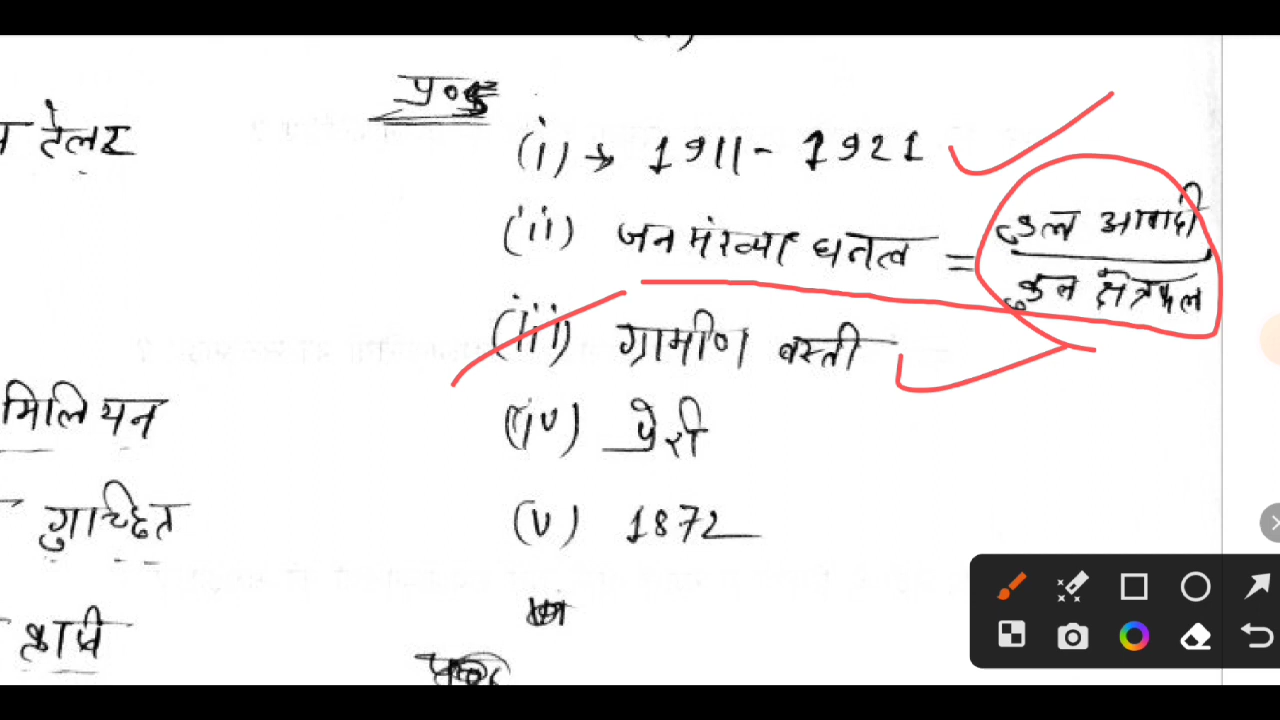 टेलर
मिलियन
गुच्छित
प्र०5
(i) → 1911 - 1921
(ii) जनसंख्या घनत्व = कुल आबादी / कुल क्षेत्रफल
(iii) ग्रामीण बस्ती
(iv) पेरी
(v) 1872